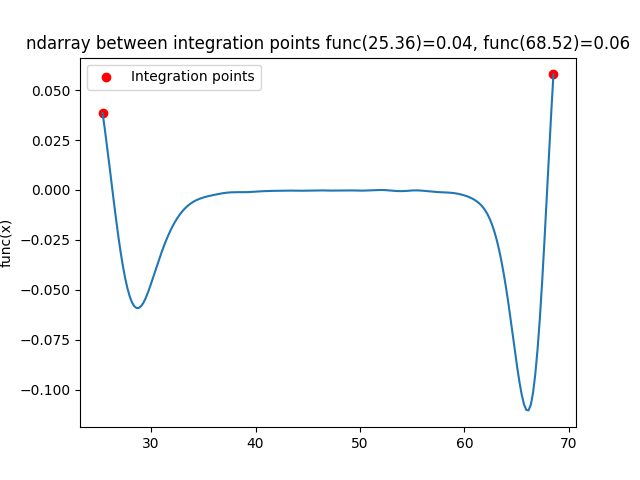 ndarray between integration points func(25.36)=0.04, func(68.52)=0.06
Integration points
func(x)
0.050
0.025
0.000
−0.025
−0.050
−0.075
−0.100
30 40 50 60 70